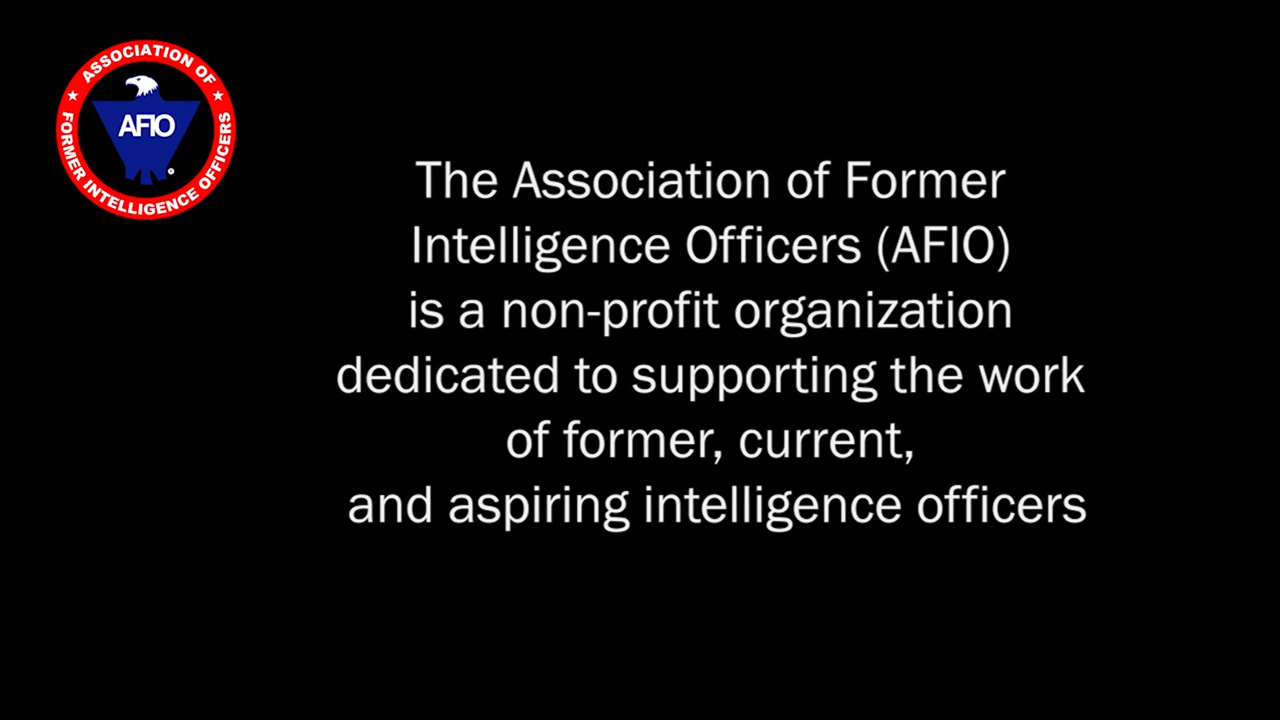 ASSOCIATION OF
FORMER INTELLIGENCE OFFICERS
AFIO
The Association of Former
Intelligence Officers (AFIO)
is a non-profit organization
dedicated to supporting the work
of former, current,
and aspiring intelligence officers